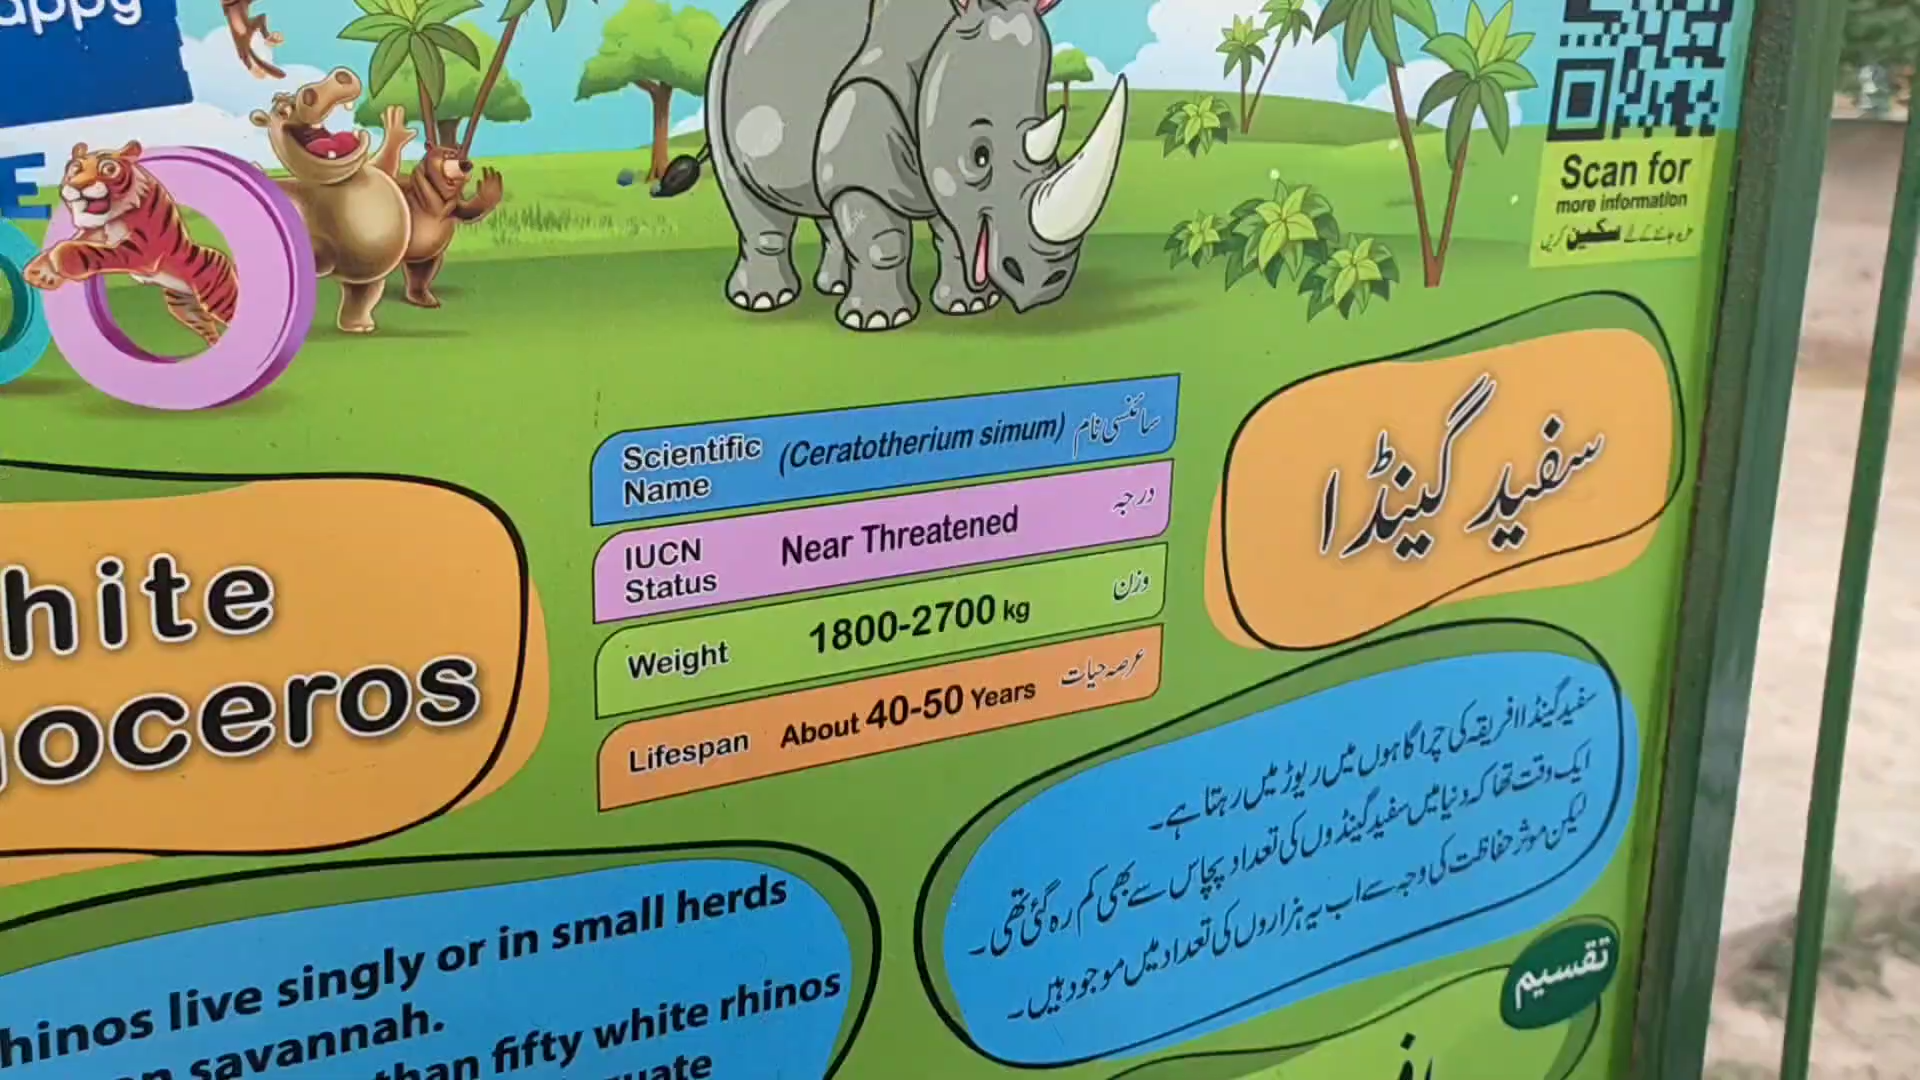 appy
E
Scan for
more information
سکین کریں
Scientific Name (Ceratotherium simum) سائنسی نام
IUCN Status Near Threatened درجہ
Weight 1800-2700 kg وزن
Lifespan About 40-50 Years عرصہ حیات
سفید گینڈا
hite
oceros
سفید گینڈا افریقہ کی چراگاہوں میں ریوڑ میں رہتا ہے۔
ایک وقت تھا کہ دنیا میں سفید گینڈوں کی تعداد پچاس سے بھی کم رہ گئی تھی۔
لیکن موثر حفاظت کی وجہ سے اب یہ ہزاروں کی تعداد میں موجود ہیں۔
hinos live singly or in small herds
n savannah.
than fifty white rhinos
uate
تقسیم